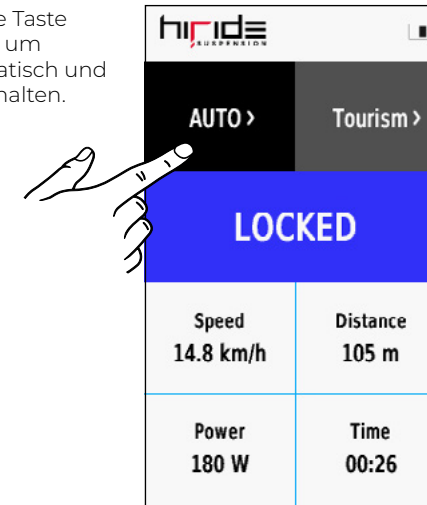 e Taste
um
atisch und
halten.
hiride
SUSPENSION
AUTO >
Tourism >
LOCKED
Speed
14.8 km/h
Distance
105 m
Power
180 W
Time
00:26